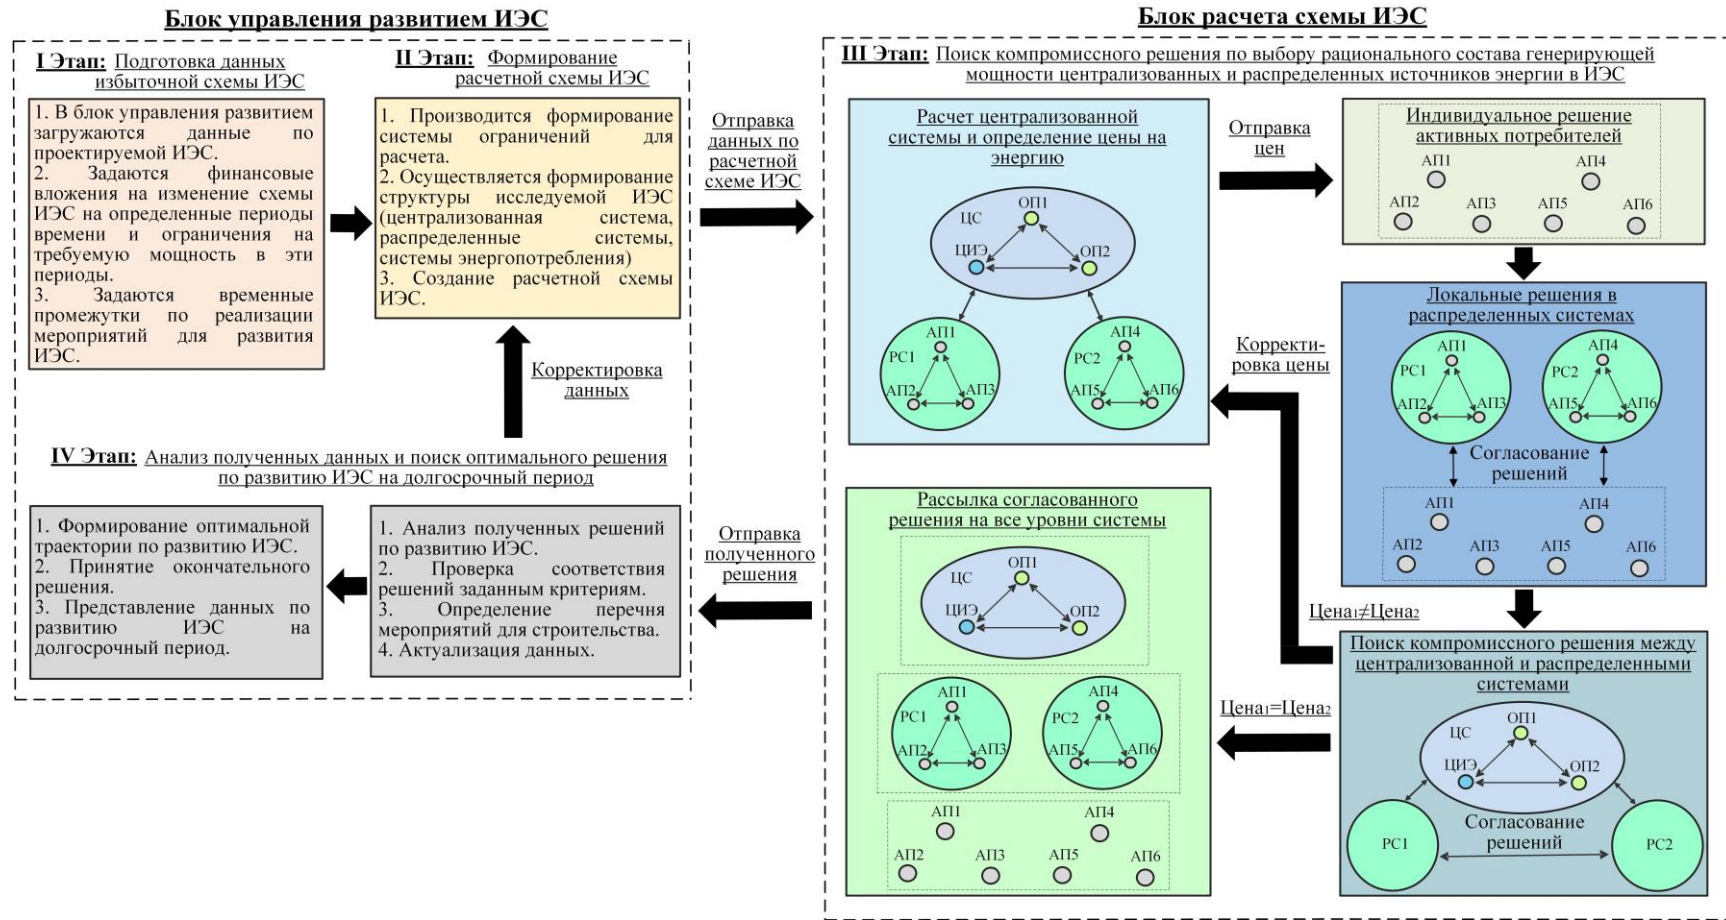 Блок управления развитием ИЭС
I Этап: Подготовка данных
избыточной схемы ИЭС
1. В блок управления развитием
загружаются данные по
проектируемой ИЭС.
2. Задаются финансовые
вложения на изменение схемы
ИЭС на определенные периоды
времени и ограничения на
требуемую мощность в эти
периоды.
3. Задаются временные
промежутки по реализации
мероприятий для развития
ИЭС.
II Этап: Формирование
расчетной схемы ИЭС
1. Производится формирование
системы ограничений для
расчета.
2. Осуществляется формирование
структуры исследуемой ИЭС
(централизованная система,
распределенные системы,
системы энергопотребления)
3. Создание расчетной схемы
ИЭС.
Корректировка
данных
IV Этап: Анализ полученных данных и поиск оптимального решения
по развитию ИЭС на долгосрочный период
1. Формирование оптимальной
траектории по развитию ИЭС.
2. Принятие окончательного
решения.
3. Представление данных по
развитию ИЭС на
долгосрочный период.
1. Анализ полученных решений
по развитию ИЭС.
2. Проверка соответствия
решений заданным критериям.
3. Определение перечня
мероприятий для строительства.
4. Актуализация данных.
Отправка
данных по
расчетной
схеме ИЭС
Отправка
полученного
решения
Блок расчета схемы ИЭС
III Этап: Поиск компромиссного решения по выбору рационального состава генерирующей
мощности централизованных и распределенных источников энергии в ИЭС
Расчет централизованной
системы и определение цены на
энергию
ОП1
ЦС
ЦИЭ
ОП2
АП1
РС1
АП2
АП3
АП4
РС2
АП5
АП6
Отправка
цен
Индивидуальное решение
активных потребителей
АП1
АП4
АП2
АП3
АП5
АП6
Локальные решения в
распределенных системах
АП1
РС1
АП2
АП3
АП4
РС2
АП5
АП6
Согласование
решений
АП1
АП4
АП2
АП3
АП5
АП6
Корректи-
ровка цены
Цена₁≠Цена₂
Поиск компромиссного решения между
централизованной и распределенными
системами
ОП1
ЦС
ЦИЭ
ОП2
Согласование
решений
РС1
РС2
Цена₁=Цена₂
Рассылка согласованного
решения на все уровни системы
ОП1
ЦС
ЦИЭ
ОП2
АП1
РС1
АП2
АП3
АП4
РС2
АП5
АП6
АП1
АП4
АП2
АП3
АП5
АП6